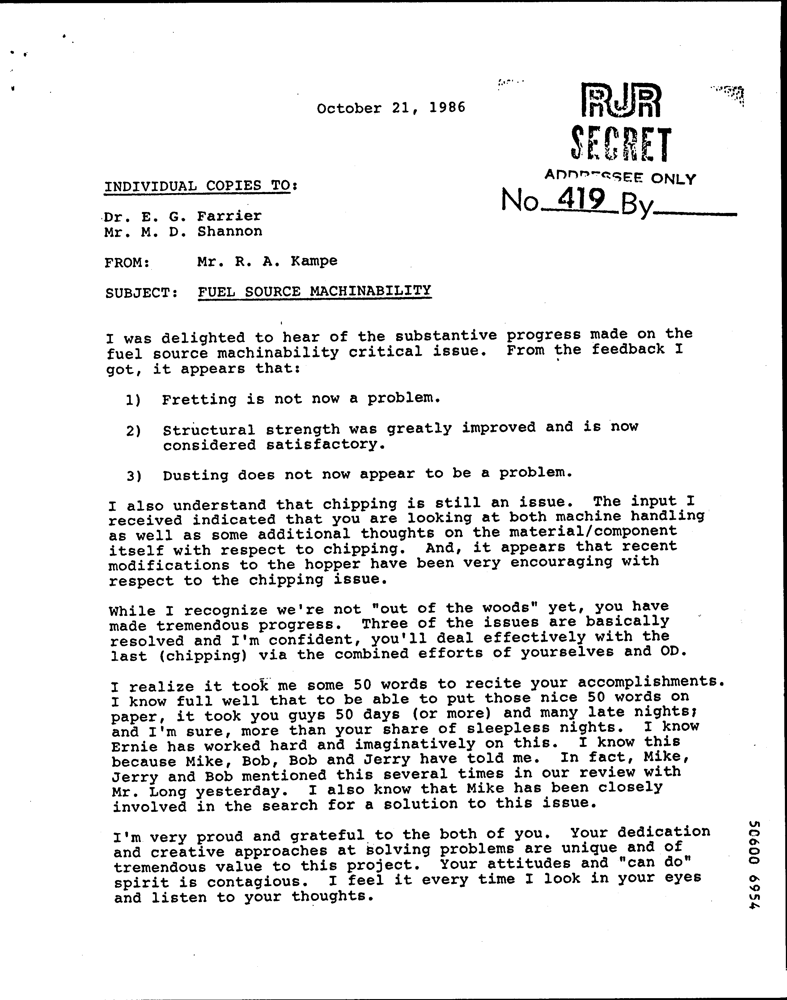 October 21, 1986
RJR
SECRET
ADDRESSEE ONLY
No. 419 By
INDIVIDUAL COPIES TO:
Dr. E. G. Farrier
Mr. M. D. Shannon
FROM: Mr. R. A. Kampe
SUBJECT: FUEL SOURCE MACHINABILITY
I was delighted to hear of the substantive progress made on the
fuel source machinability critical issue. From the feedback I
got, it appears that:
1) Fretting is not now a problem.
2) Structural strength was greatly improved and is now
considered satisfactory.
3) Dusting does not now appear to be a problem.
I also understand that chipping is still an issue. The input I
received indicated that you are looking at both machine handling
as well as some additional thoughts on the material/component
itself with respect to chipping. And, it appears that recent
modifications to the hopper have been very encouraging with
respect to the chipping issue.
While I recognize we're not "out of the woods" yet, you have
made tremendous progress. Three of the issues are basically
resolved and I'm confident, you'll deal effectively with the
last (chipping) via the combined efforts of yourselves and OD.
I realize it took me some 50 words to recite your accomplishments.
I know full well that to be able to put those nice 50 words on
paper, it took you guys 50 days (or more) and many late nights;
and I'm sure, more than your share of sleepless nights. I know
Ernie has worked hard and imaginatively on this. I know this
because Mike, Bob, Bob and Jerry have told me. In fact, Mike,
Jerry and Bob mentioned this several times in our review with
Mr. Long yesterday. I also know that Mike has been closely
involved in the search for a solution to this issue.
I'm very proud and grateful to the both of you. Your dedication
and creative approaches at solving problems are unique and of
tremendous value to this project. Your attitudes and "can do"
spirit is contagious. I feel it every time I look in your eyes
and listen to your thoughts.
50600 6954